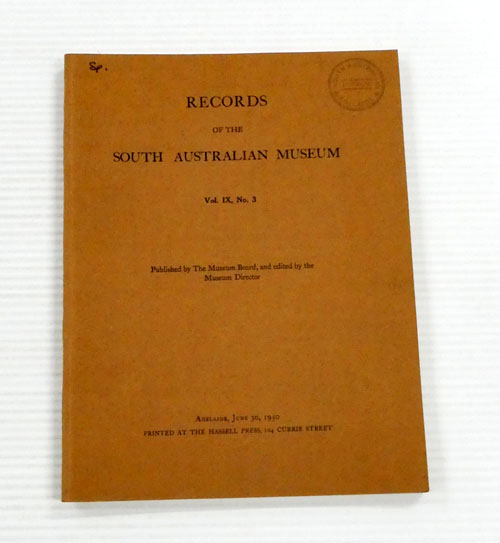 Sp.
RECORDS
OF THE
SOUTH AUSTRALIAN MUSEUM
Vol. IX, No. 3
Published by The Museum Board, and edited by the
Museum Director
Adelaide, June 30, 1950
PRINTED AT THE HASSELL PRESS, 104 CURRIE STREET